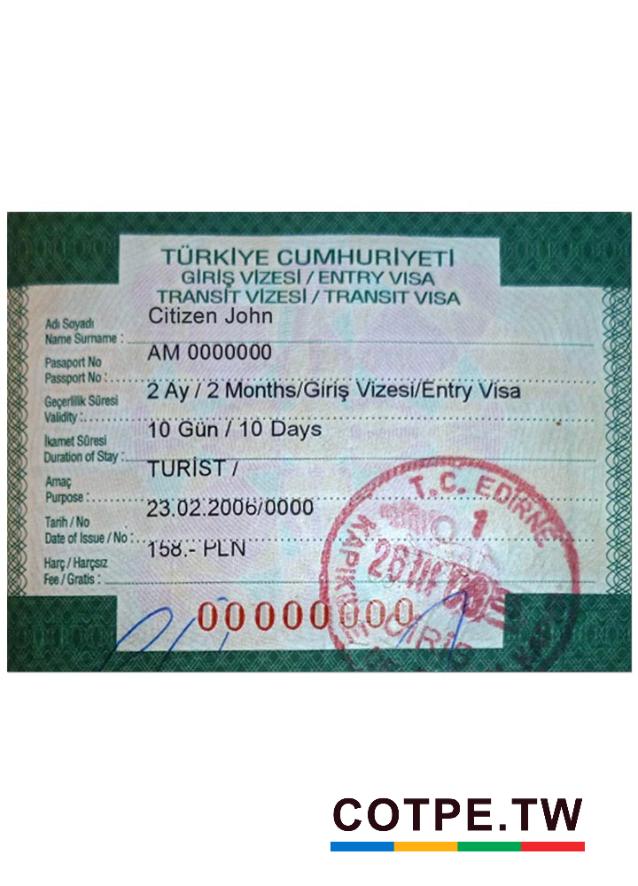 TÜRKİYE CUMHURİYETİ
GİRİŞ VİZESİ / ENTRY VISA
TRANSİT VİZESİ / TRANSIT VISA
Adı Soyadı
Name Surname : Citizen John
Pasaport No
Passport No : AM 0000000
Geçerlilik Süresi
Validity : 2 Ay / 2 Months/Giriş Vizesi/Entry Visa
İkamet Süresi
Duration of Stay : 10 Gün / 10 Days
Amaç
Purpose : TURİST /
Tarih / No
Date of Issue / No : 23.02.2006/0000
Harç / Harçsız
Fee / Gratis : 158.- PLN
T.C. EDİRNE
1
KAPIKULE
GİRİŞ
00000000
COTPE.TW